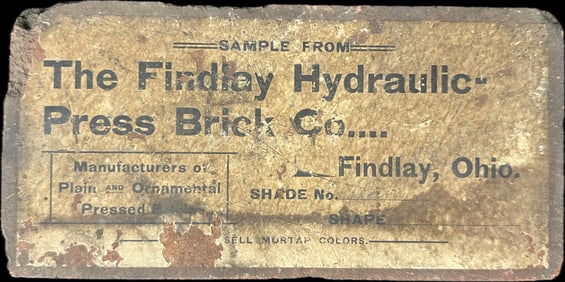 SAMPLE FROM
The Findlay Hydraulic-
Press Brick Co....
Findlay, Ohio.
Manufacturers of
Plain AND Ornamental
Pressed
SHADE No.
SHAPE
SELL MORTAR COLORS.